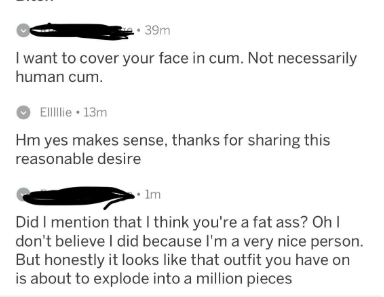 • 39m
I want to cover your face in cum. Not necessarily
human cum.
Elllllie • 13m
Hm yes makes sense, thanks for sharing this
reasonable desire
• 1m
Did I mention that I think you're a fat ass? Oh I
don't believe I did because I'm a very nice person.
But honestly it looks like that outfit you have on
is about to explode into a million pieces